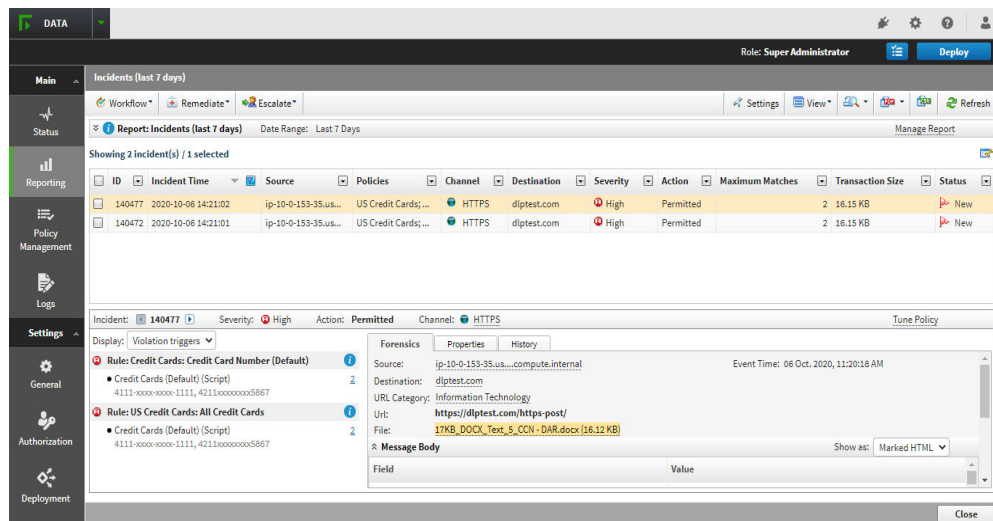 DATA
Role: Super Administrator Deploy
Main
Status
Reporting
Policy
Management
Logs
Settings
General
Authorization
Deployment
Incidents (last 7 days)
Workflow Remediate Escalate Settings View Refresh
Report: Incidents (last 7 days) Date Range: Last 7 Days Manage Report
Showing 2 incident(s) / 1 selected
ID Incident Time Source Policies Channel Destination Severity Action Maximum Matches Transaction Size Status
140477 2020-10-06 14:21:02 ip-10-0-153-35.us... US Credit Cards; ... HTTPS dlptest.com High Permitted 2 16.15 KB New
140472 2020-10-06 14:21:01 ip-10-0-153-35.us... US Credit Cards; ... HTTPS dlptest.com High Permitted 2 16.15 KB New
Incident: 140477 Severity: High Action: Permitted Channel: HTTPS Tune Policy
Display: Violation triggers
Rule: Credit Cards: Credit Card Number (Default)
Credit Cards (Default) (Script) 2
4111-xxxx-xxxx-1111, 4211xxxxxxxx5867
Rule: US Credit Cards: All Credit Cards
Credit Cards (Default) (Script) 2
4111-xxxx-xxxx-1111, 4211xxxxxxxx5867
Forensics Properties History
Source: ip-10-0-153-35.us....compute.internal Event Time: 06 Oct. 2020, 11:20:18 AM
Destination: dlptest.com
URL Category: Information Technology
Url: https://dlptest.com/https-post/
File: 17KB_DOCX_Text_5_CCN - DAR.docx (16.12 KB)
Message Body Show as: Marked HTML
Field Value
Close